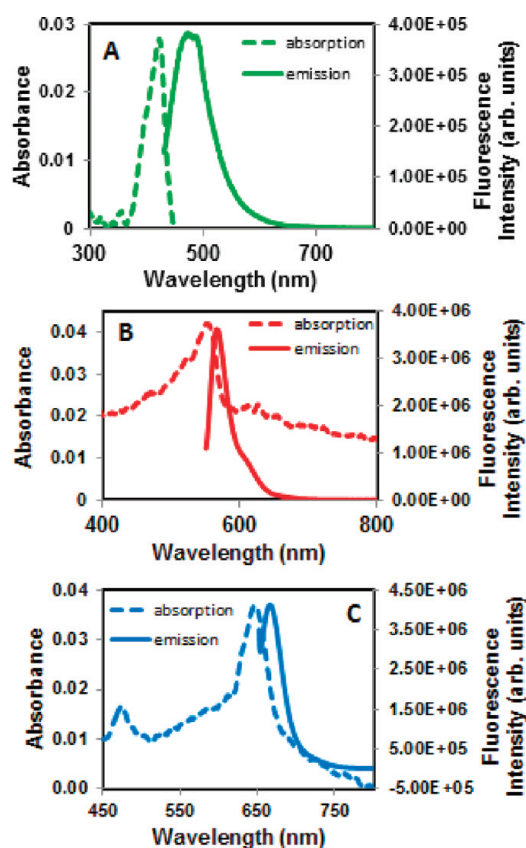 A
absorption
emission
Absorbance
0.03
0.02
0.01
0
4.00E+05
3.00E+05
2.00E+05
1.00E+05
0.00E+00
Fluorescence
Intensity (arb. units)
300 500 700
Wavelength (nm)
B
absorption
emission
Absorbance
0.04
0.03
0.02
0.01
0
4.00E+06
3.00E+06
2.00E+06
1.00E+06
0.00E+00
Fluorescence
Intensity (arb. units)
400 600 800
Wavelength (nm)
C
absorption
emission
Absorbance
0.04
0.03
0.02
0.01
0.00
4.50E+06
3.50E+06
2.50E+06
1.50E+06
5.00E+05
-5.00E+05
Fluorescence
Intensity (arb. units)
450 550 650 750
Wavelength (nm)